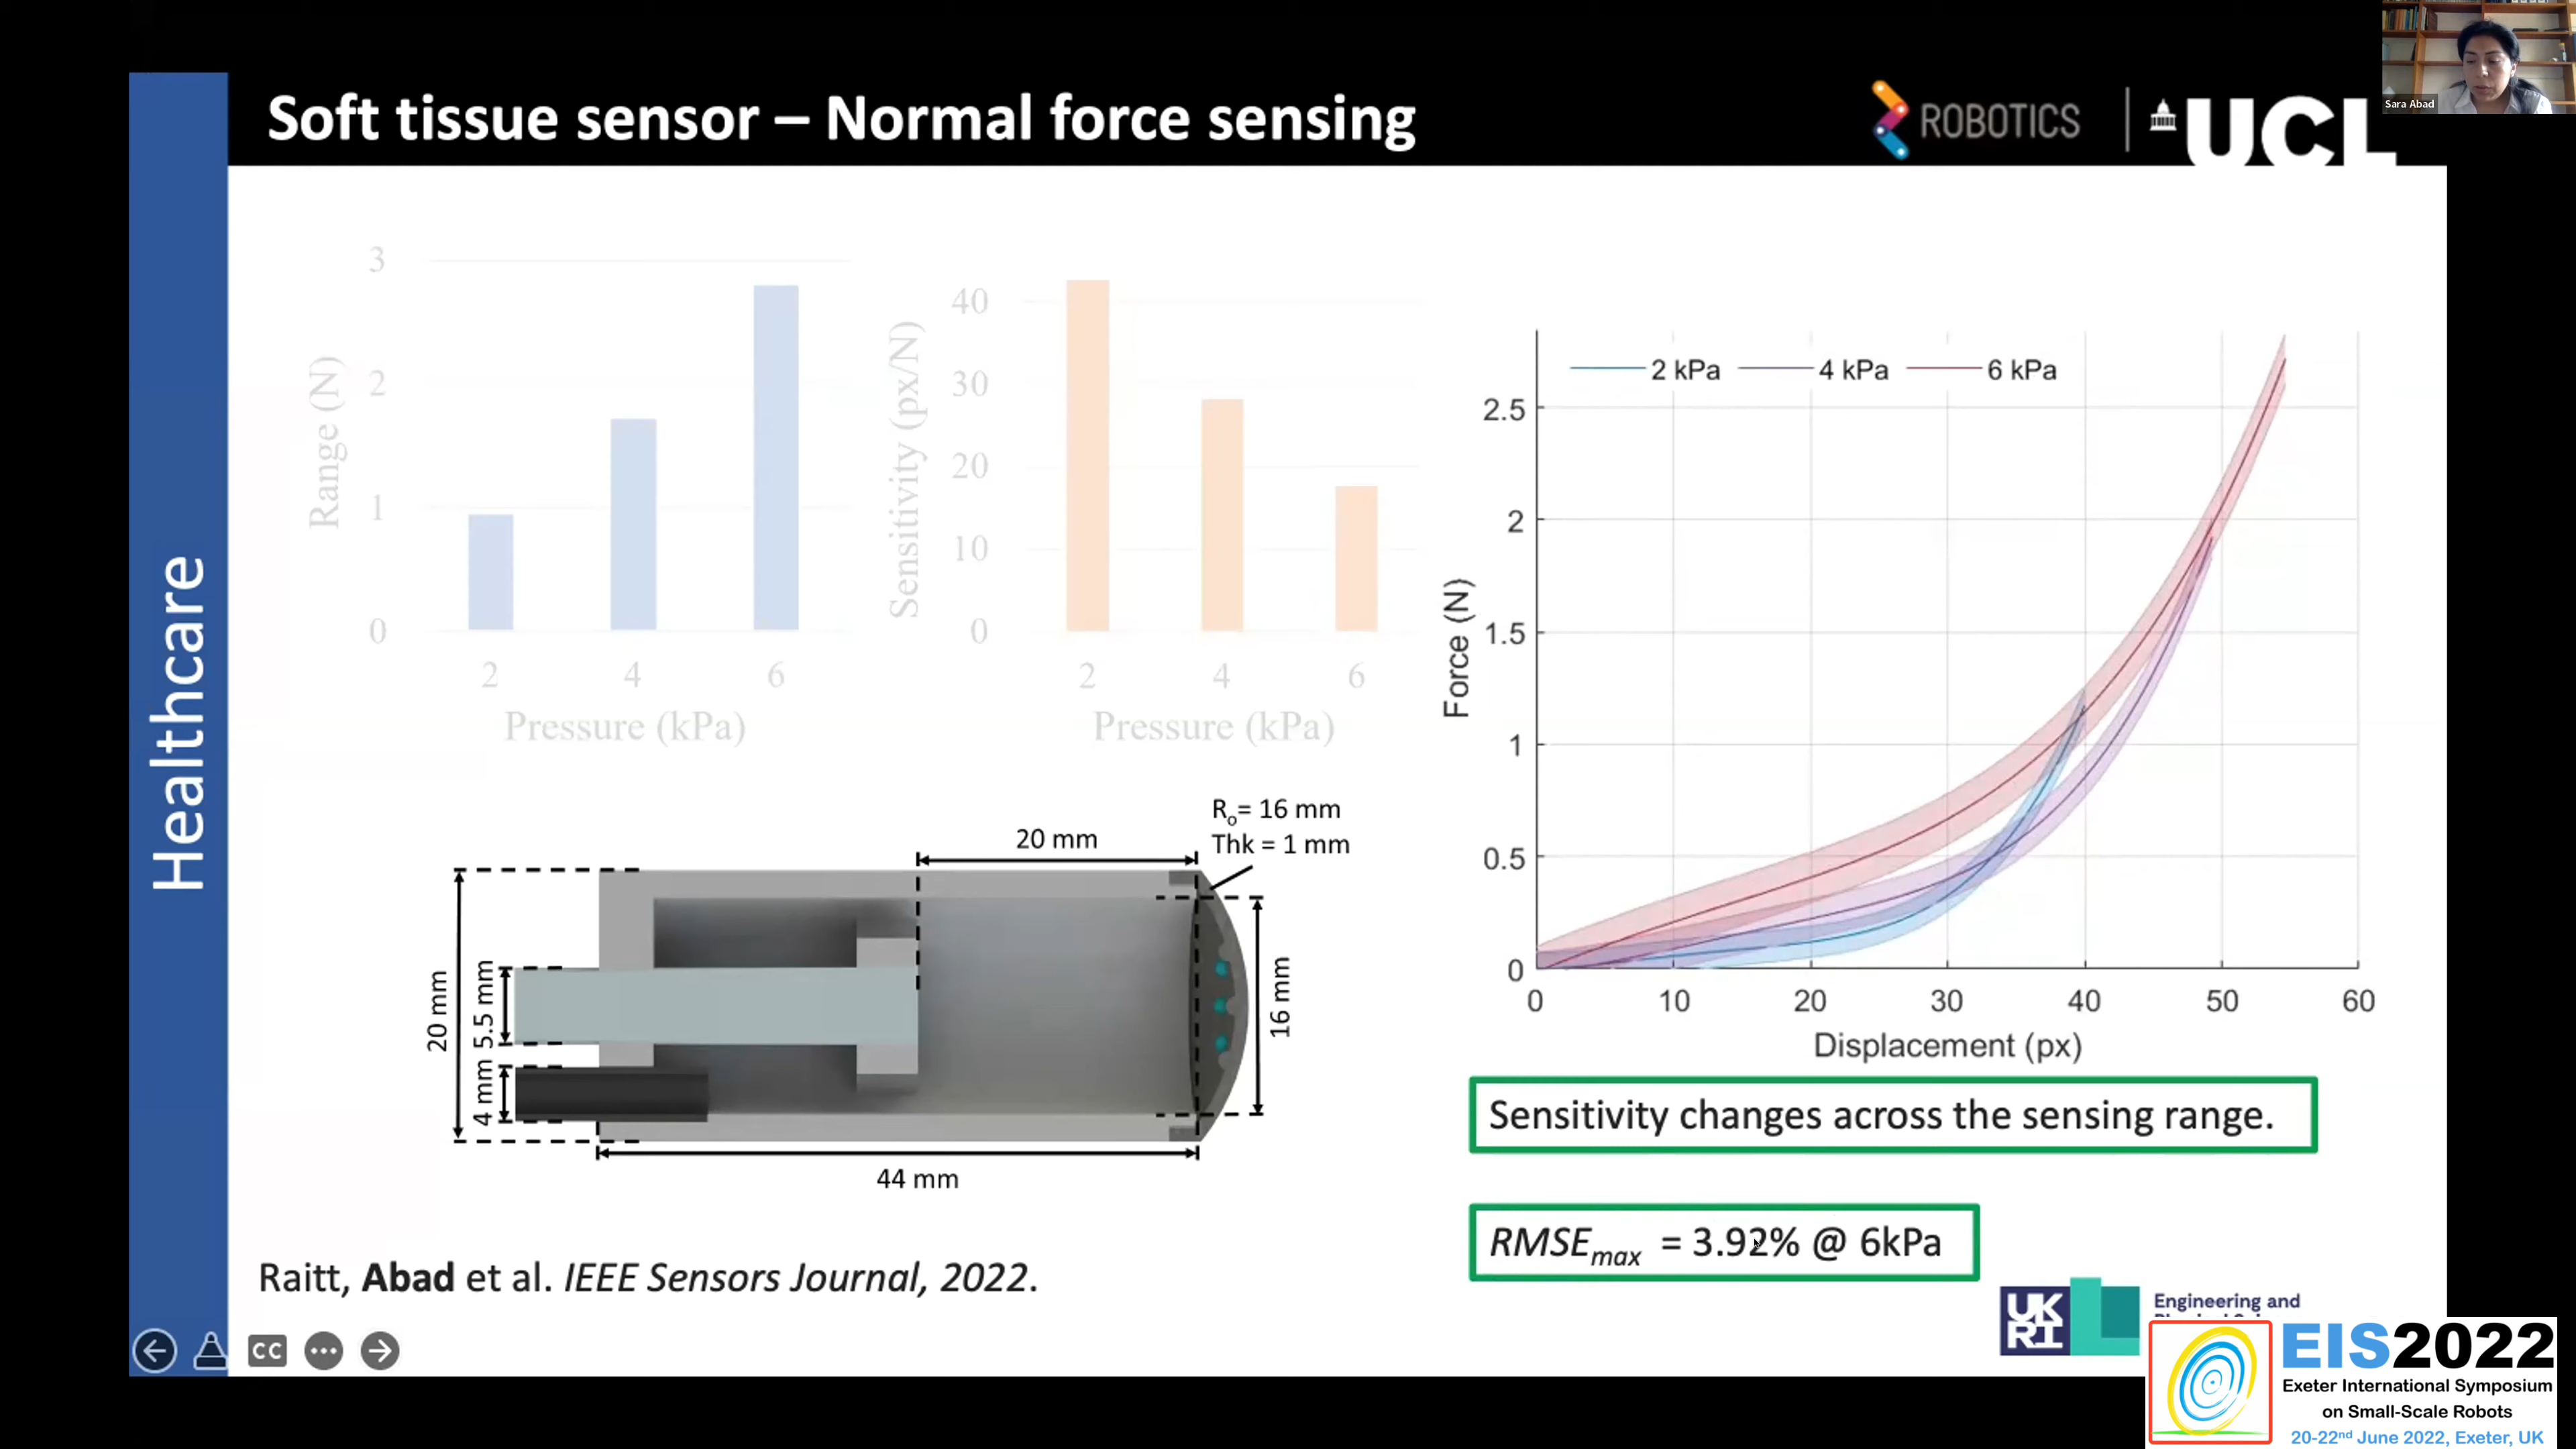 Sara Abad
Soft tissue sensor – Normal force sensing
ROBOTICS
UCL
Healthcare
3
2
1
0
Range (N)
2 4 6
Pressure (kPa)
40
30
20
10
0
Sensitivity (px/N)
2 4 6
Pressure (kPa)
2 kPa 4 kPa 6 kPa
2.5
2
1.5
1
0.5
0
Force (N)
0 10 20 30 40 50 60
Displacement (px)
Ro= 16 mm
Thk = 1 mm
20 mm
20 mm
5.5 mm
4 mm
16 mm
44 mm
Sensitivity changes across the sensing range.
RMSEmax = 3.92% @ 6kPa
Raitt, Abad et al. IEEE Sensors Journal, 2022.
CC
UK
RI
Engineering and
EIS2022
Exeter International Symposium
on Small-Scale Robots
20-22nd June 2022, Exeter, UK